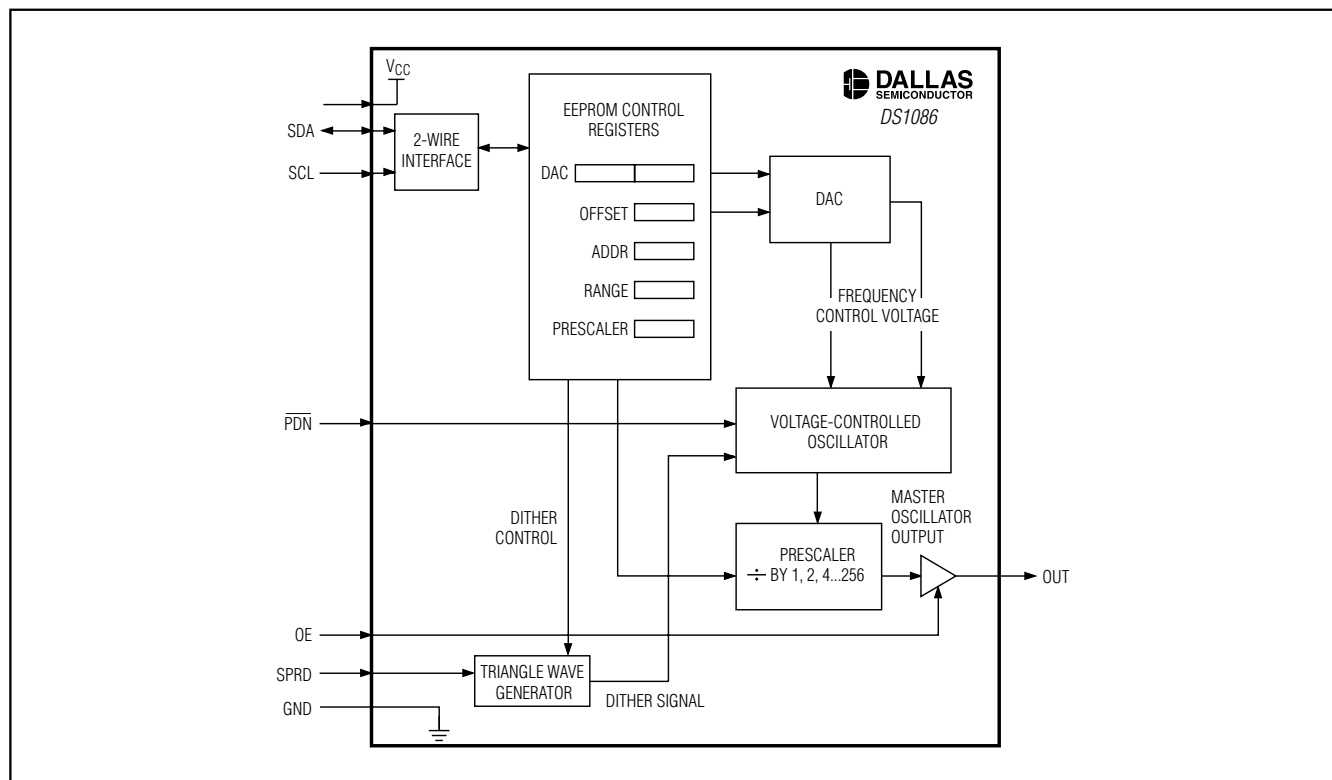 VCC
DALLAS
SEMICONDUCTOR
DS1086
SDA
SCL
2-WIRE
INTERFACE
EEPROM CONTROL
REGISTERS
DAC
OFFSET
ADDR
RANGE
PRESCALER
DAC
FREQUENCY
CONTROL VOLTAGE
PDN
VOLTAGE-CONTROLLED
OSCILLATOR
DITHER
CONTROL
MASTER
OSCILLATOR
OUTPUT
PRESCALER
÷ BY 1, 2, 4...256
OUT
OE
SPRD
GND
TRIANGLE WAVE
GENERATOR
DITHER SIGNAL